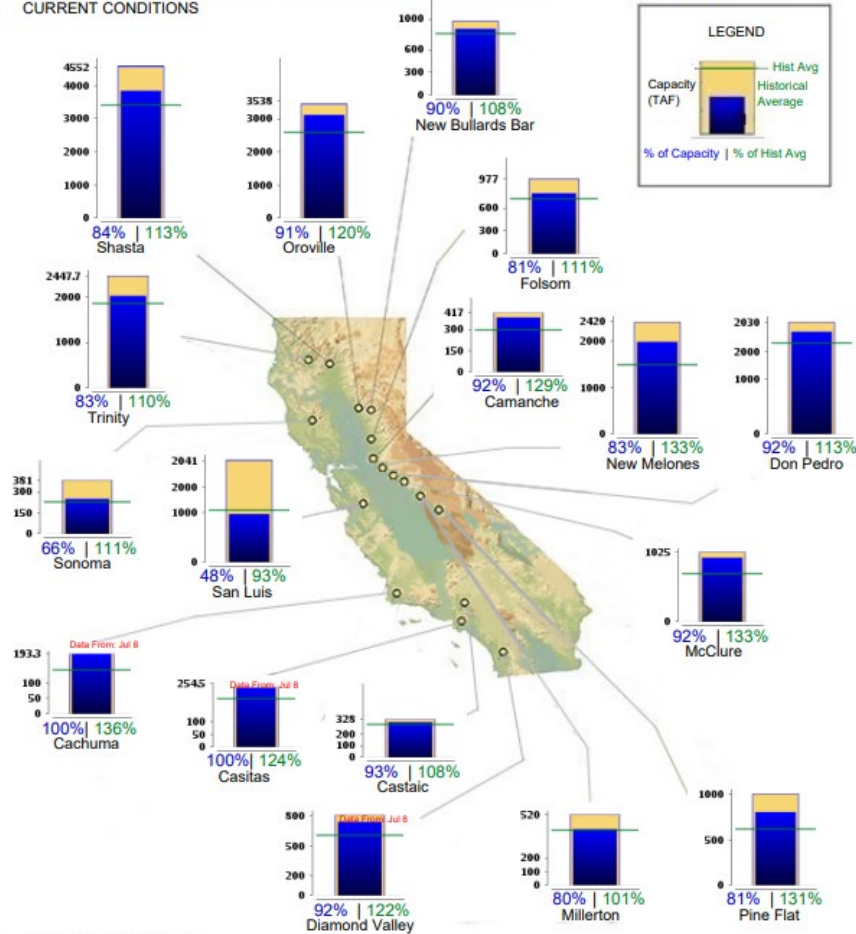 CURRENT CONDITIONS
1000
600
300
0
90% | 108%
New Bullards Bar
LEGEND
Hist Avg
Capacity
(TAF)
Historical
Average
% of Capacity | % of Hist Avg
4552
4000
3000
2000
1000
0
84% | 113%
Shasta
3538
3000
2000
1000
0
91% | 120%
Oroville
977
600
300
0
81% | 111%
Folsom
2447.7
2000
1000
0
83% | 110%
Trinity
417
300
150
0
92% | 129%
Camanche
2420
2000
1000
0
83% | 133%
New Melones
2030
2000
1000
0
92% | 113%
Don Pedro
381
300
150
0
66% | 111%
Sonoma
2041
2000
1000
0
48% | 93%
San Luis
1025
0
92% | 133%
McClure
Data From: Jul 8
193.3
100
50
0
100%| 136%
Cachuma
Data From: Jul 8
254.5
100
50
0
100%| 124%
Casitas
328
200
100
0
93% | 108%
Castaic
Data From: Jul 8
800
500
200
0
92% | 122%
Diamond Valley
520
200
100
0
80% | 101%
Millerton
1000
500
0
81% | 131%
Pine Flat